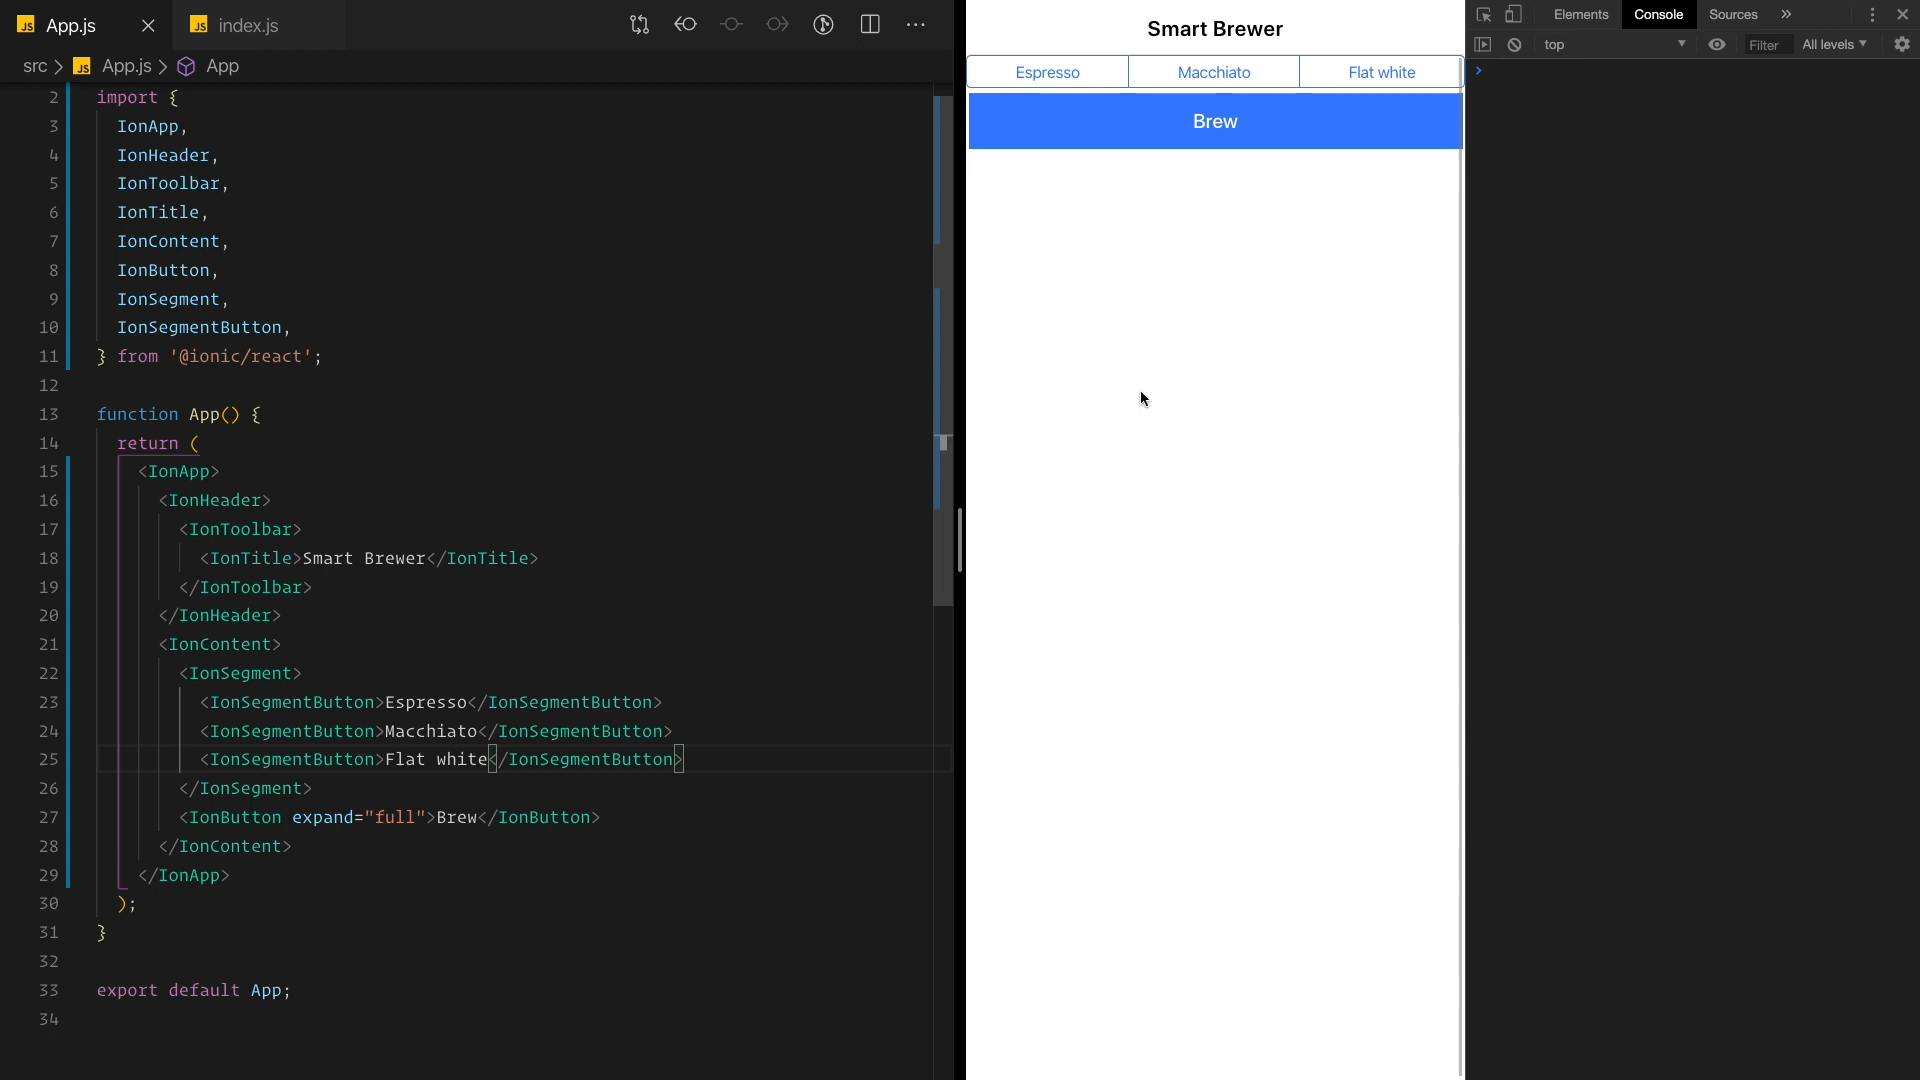 JS App.js
JS index.js
src > JS App.js > App
2 import {
3 IonApp,
4 IonHeader,
5 IonToolbar,
6 IonTitle,
7 IonContent,
8 IonButton,
9 IonSegment,
10 IonSegmentButton,
11 } from '@ionic/react';
12
13 function App() {
14 return (
15 <IonApp>
16 <IonHeader>
17 <IonToolbar>
18 <IonTitle>Smart Brewer</IonTitle>
19 </IonToolbar>
20 </IonHeader>
21 <IonContent>
22 <IonSegment>
23 <IonSegmentButton>Espresso</IonSegmentButton>
24 <IonSegmentButton>Macchiato</IonSegmentButton>
25 <IonSegmentButton>Flat white</IonSegmentButton>
26 </IonSegment>
27 <IonButton expand="full">Brew</IonButton>
28 </IonContent>
29 </IonApp>
30 );
31 }
32
33 export default App;
34
Smart Brewer
Espresso Macchiato Flat white
Brew
Elements Console Sources »
top Filter All levels